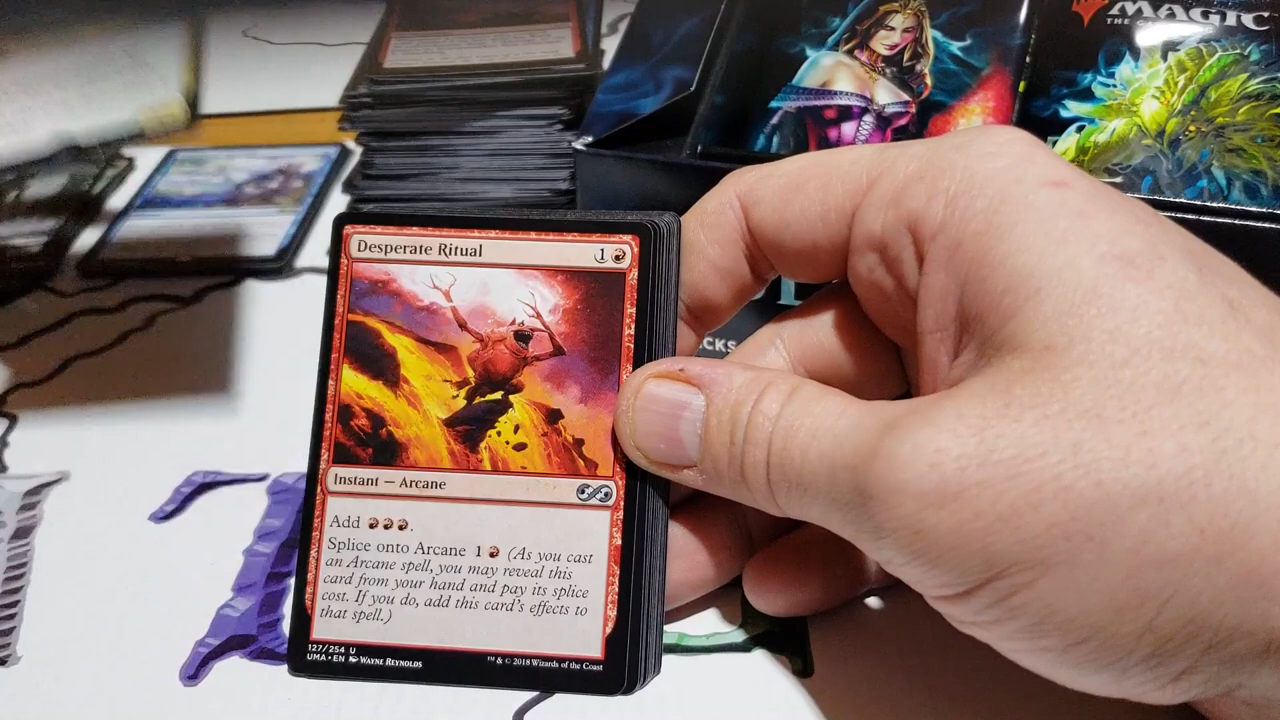 MAGIC
THE
Desperate Ritual 1
CKS
Instant — Arcane
Add .
Splice onto Arcane 1 (As you cast
an Arcane spell, you may reveal this
card from your hand and pay its splice
cost. If you do, add this card's effects to
that spell.)
127/254 U
UMA • EN WAYNE REYNOLDS
™ & © 2018 Wizards of the Coast